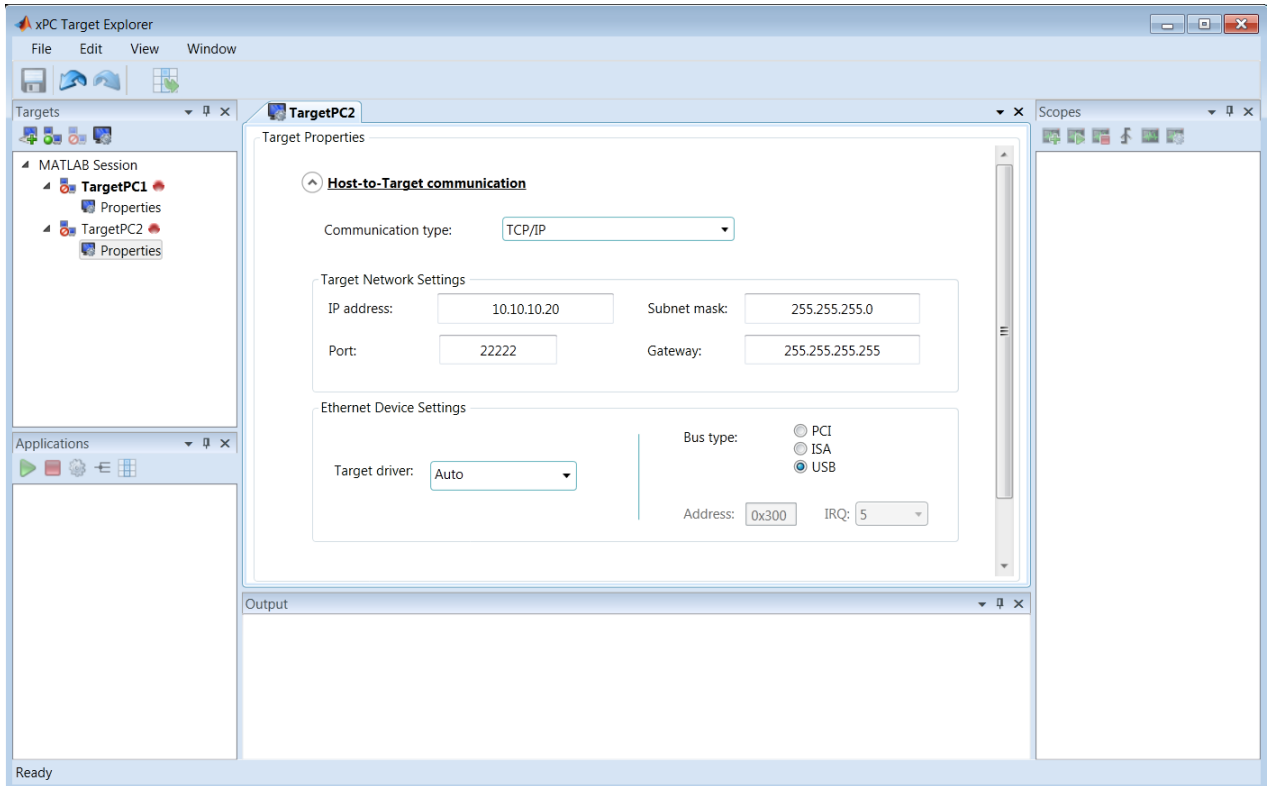 xPC Target Explorer
File Edit View Window
Targets
MATLAB Session
TargetPC1
Properties
TargetPC2
Properties
Applications
TargetPC2
Target Properties
Host-to-Target communication
Communication type: TCP/IP
Target Network Settings
IP address: 10.10.10.20 Subnet mask: 255.255.255.0
Port: 22222 Gateway: 255.255.255.255
Ethernet Device Settings
Target driver: Auto
Bus type: PCI
ISA
USB
Address: 0x300 IRQ: 5
Output
Scopes
Ready